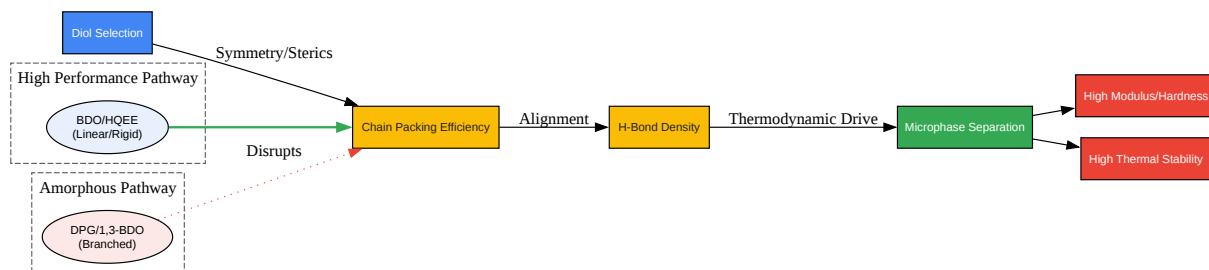 Diol Selection
Symmetry/Sterics
High Performance Pathway
BDO/HQEE
(Linear/Rigid)
Disrupts
Amorphous Pathway
DPG/1,3-BDO
(Branched)
Chain Packing Efficiency
Alignment
H-Bond Density
Thermodynamic Drive
Microphase Separation
High Modulus/Hardness
High Thermal Stability